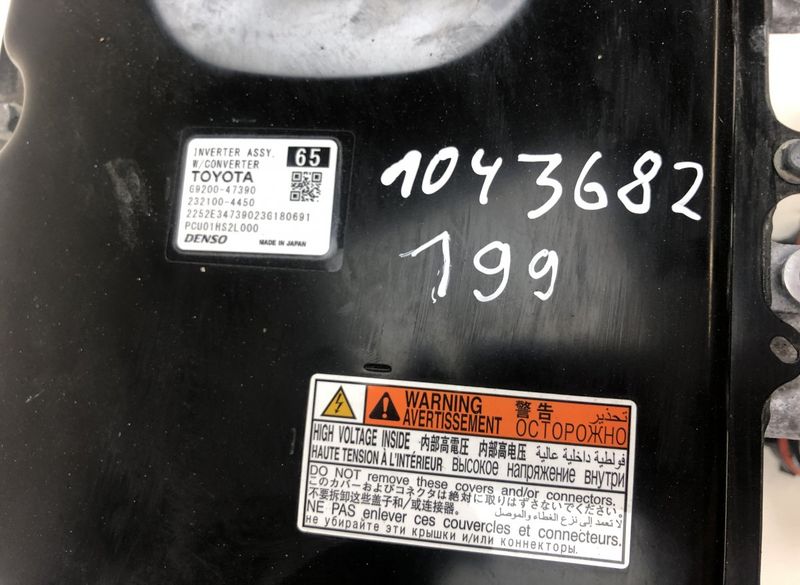 INVERTER ASSY. 65
W/CONVERTER
TOYOTA
G9200-47390
232100-4450
2252E34739023G180691
PCU01HS2L000
DENSO MADE IN JAPAN
1043682
199
WARNING 警告 تحذير
AVERTISSEMENT ОСТОРОЖНО
HIGH VOLTAGE INSIDE 内部高電圧 内部高电压 فولطية داخلية عالية
HAUTE TENSION À L'INTÉRIEUR Высокое напряжение внутри
DO NOT remove these covers and/or connectors.
このカバーおよびコネクタは絶対に取りはずさないでください。
不要拆卸这些盖子和/或连接器。 لا تعمد إلى نزع الغطاء والموصل
NE PAS enlever ces couvercles et connecteurs.
Не убирайте эти крышки и/или коннекторы.